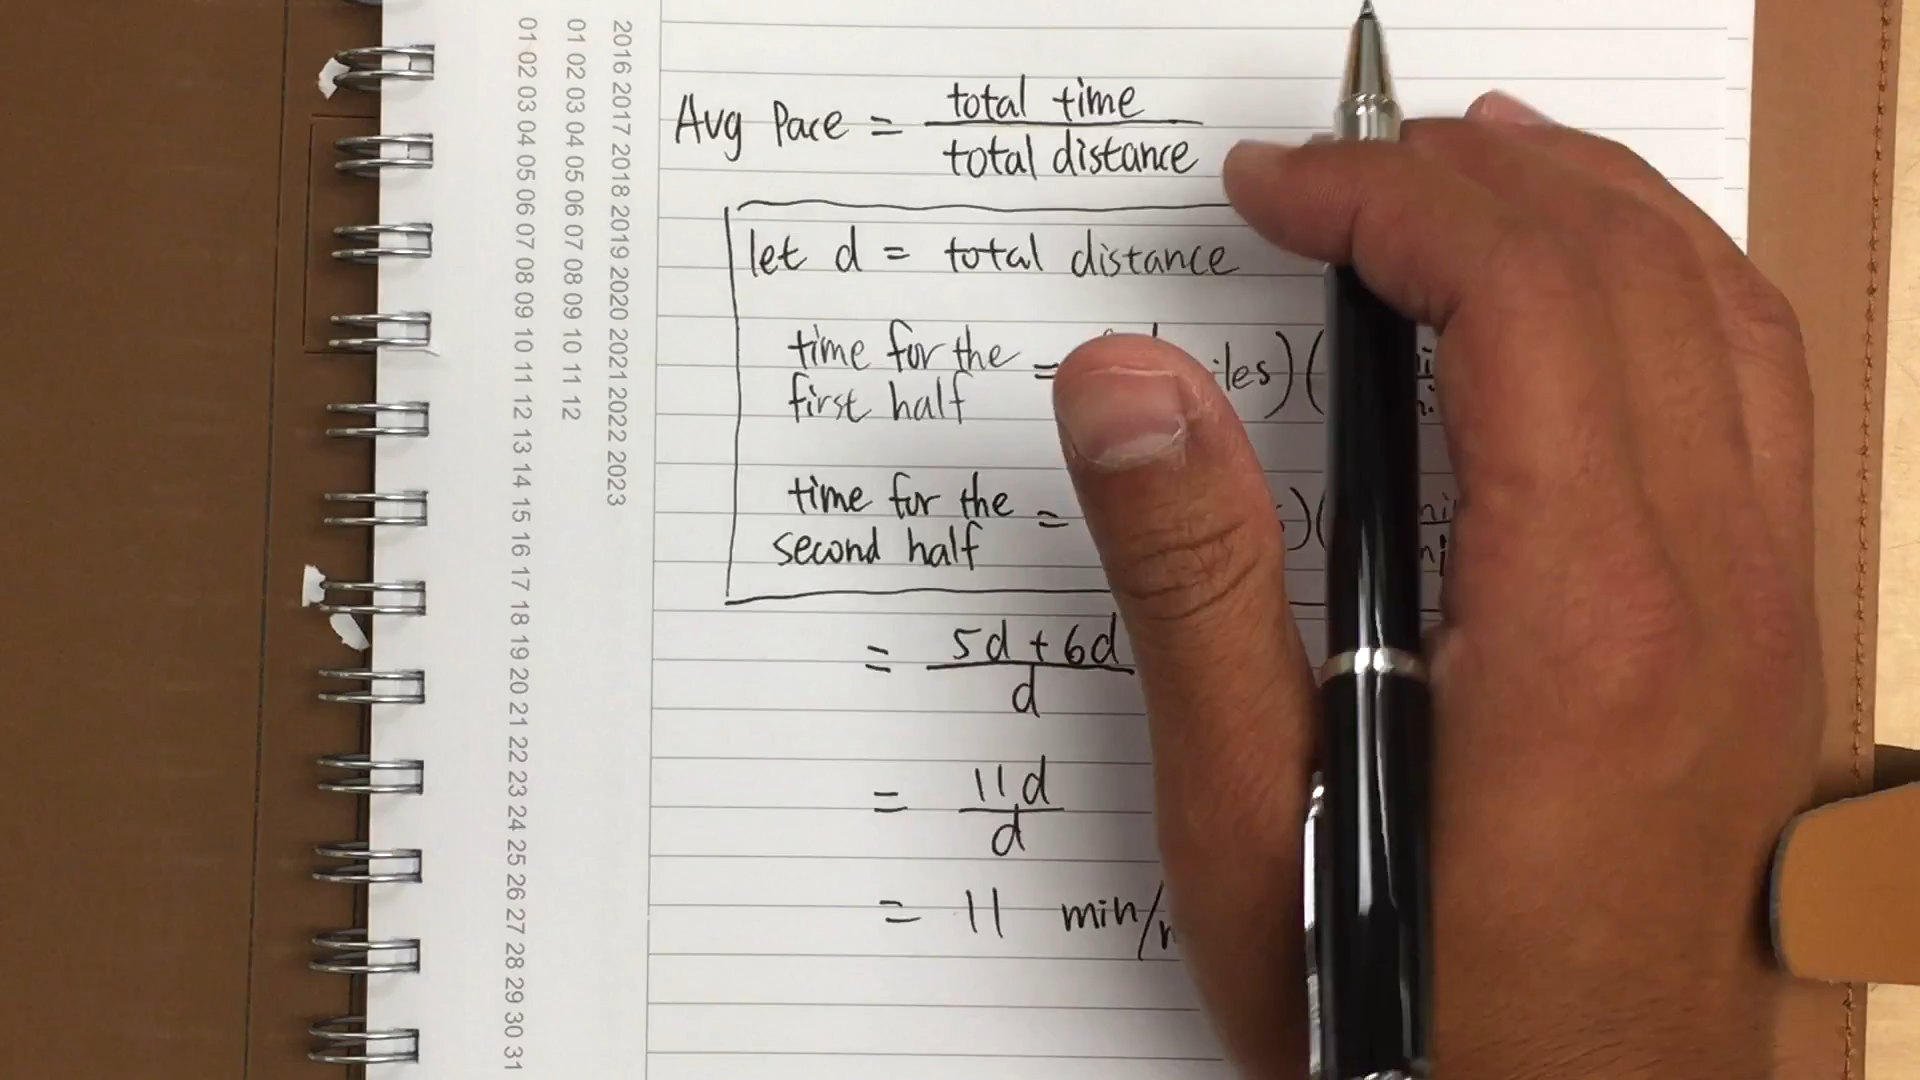 2016 2017 2018 2019 2020 2021 2022 2023
01 02 03 04 05 06 07 08 09 10 11 12
01 02 03 04 05 06 07 08 09 10 11 12 13 14 15 16 17 18 19 20 21 22 23 24 25 26 27 28 29 30 31
Avg Pace = total time
total distance
let d = total distance
time for the
first half
=
)(
time for the
second half
=
)(
= 5d + 6d
d
= 11d
d
= 11 min/